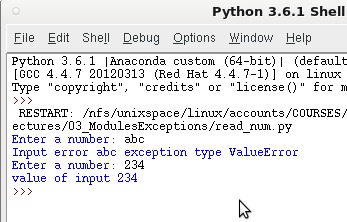 Python 3.6.1 Shell
File Edit Shell Debug Options Window Help
Python 3.6.1 |Anaconda custom (64-bit)| (default
[GCC 4.4.7 20120313 (Red Hat 4.4.7-1)] on linux
Type "copyright", "credits" or "license()" for m
>>>
RESTART: /nfs/unixspace/linux/accounts/COURSES/
ectures/03_ModulesExceptions/read_num.py
Enter a number: abc
Input error abc exception type ValueError
Enter a number: 234
value of input 234
>>>